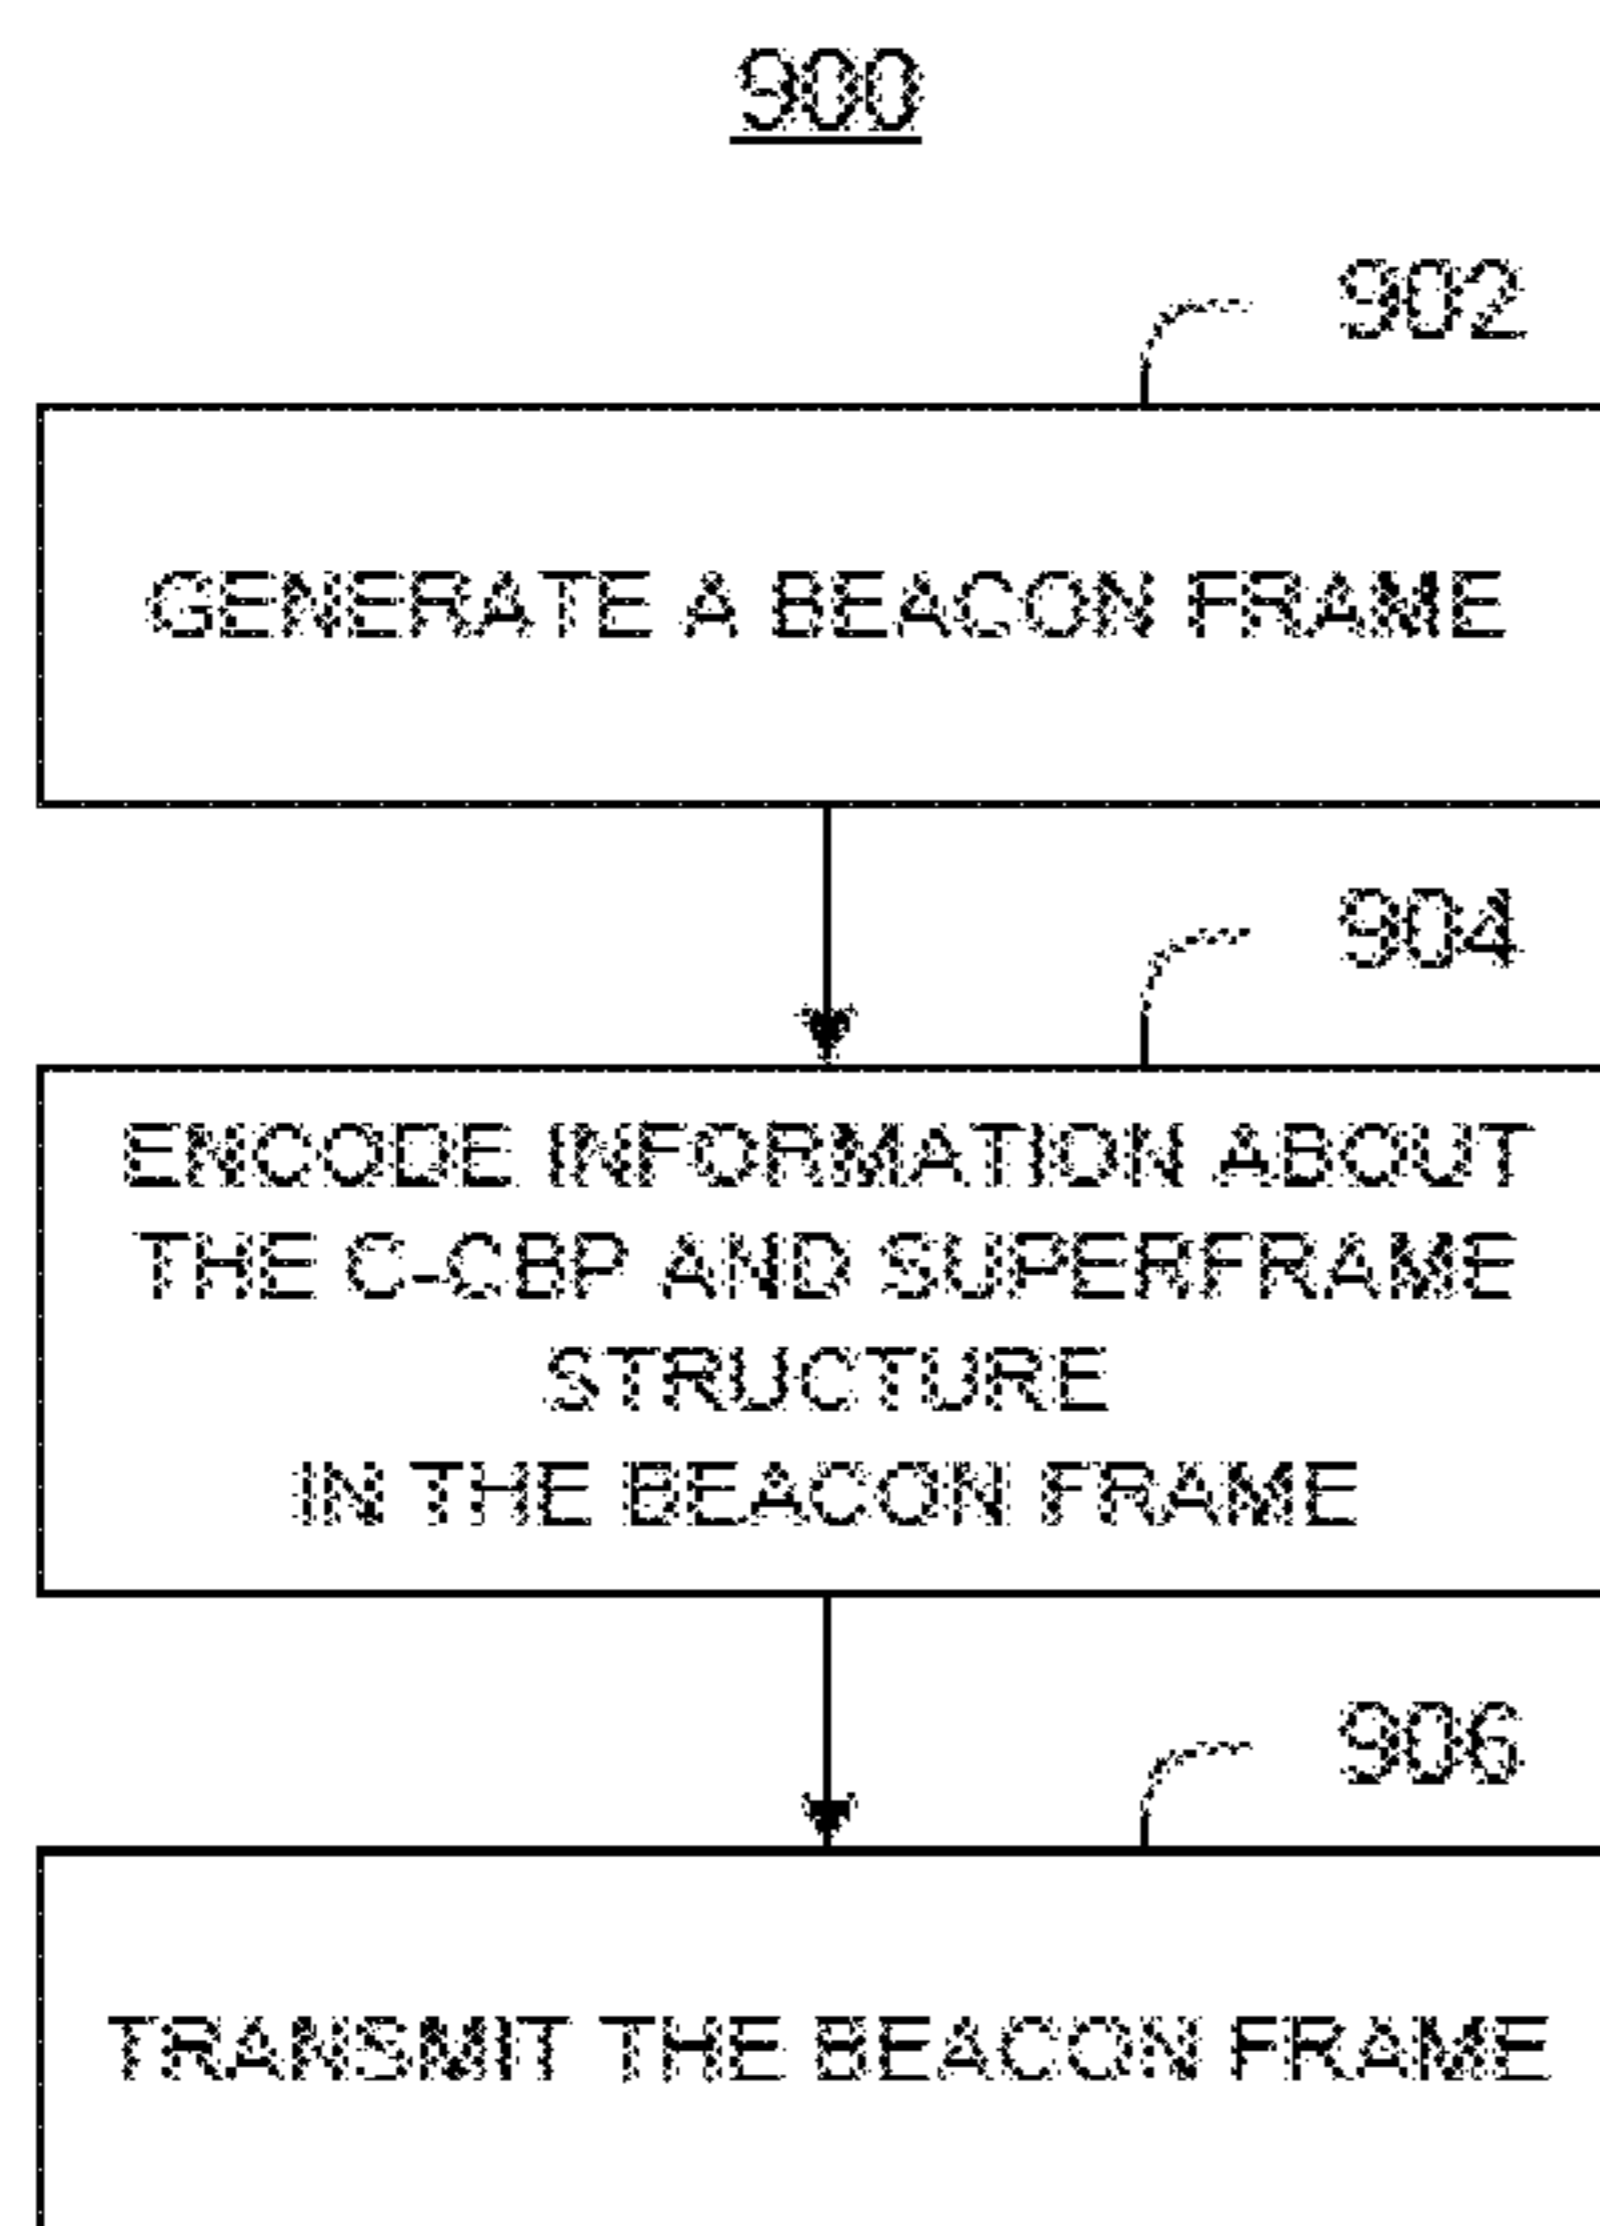 900
902
GENERATE A BEACON FRAME
904
ENCODE INFORMATION ABOUT
THE C-CBP AND SUPERFRAME
STRUCTURE
IN THE BEACON FRAME
906
TRANSMIT THE BEACON FRAME